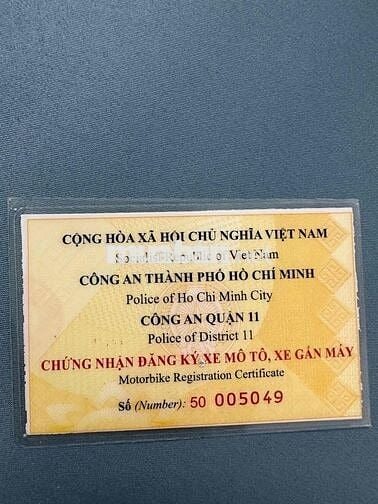 CỘNG HÒA XÃ HỘI CHỦ NGHĨA VIỆT NAM
Socialist Republic of Viet Nam
CÔNG AN THÀNH PHỐ HỒ CHÍ MINH
Police of Ho Chi Minh City
CÔNG AN QUẬN 11
Police of District 11
CHỨNG NHẬN ĐĂNG KÝ XE MÔ TÔ, XE GẮN MÁY
Motorbike Registration Certificate
Số (Number): 50 005049